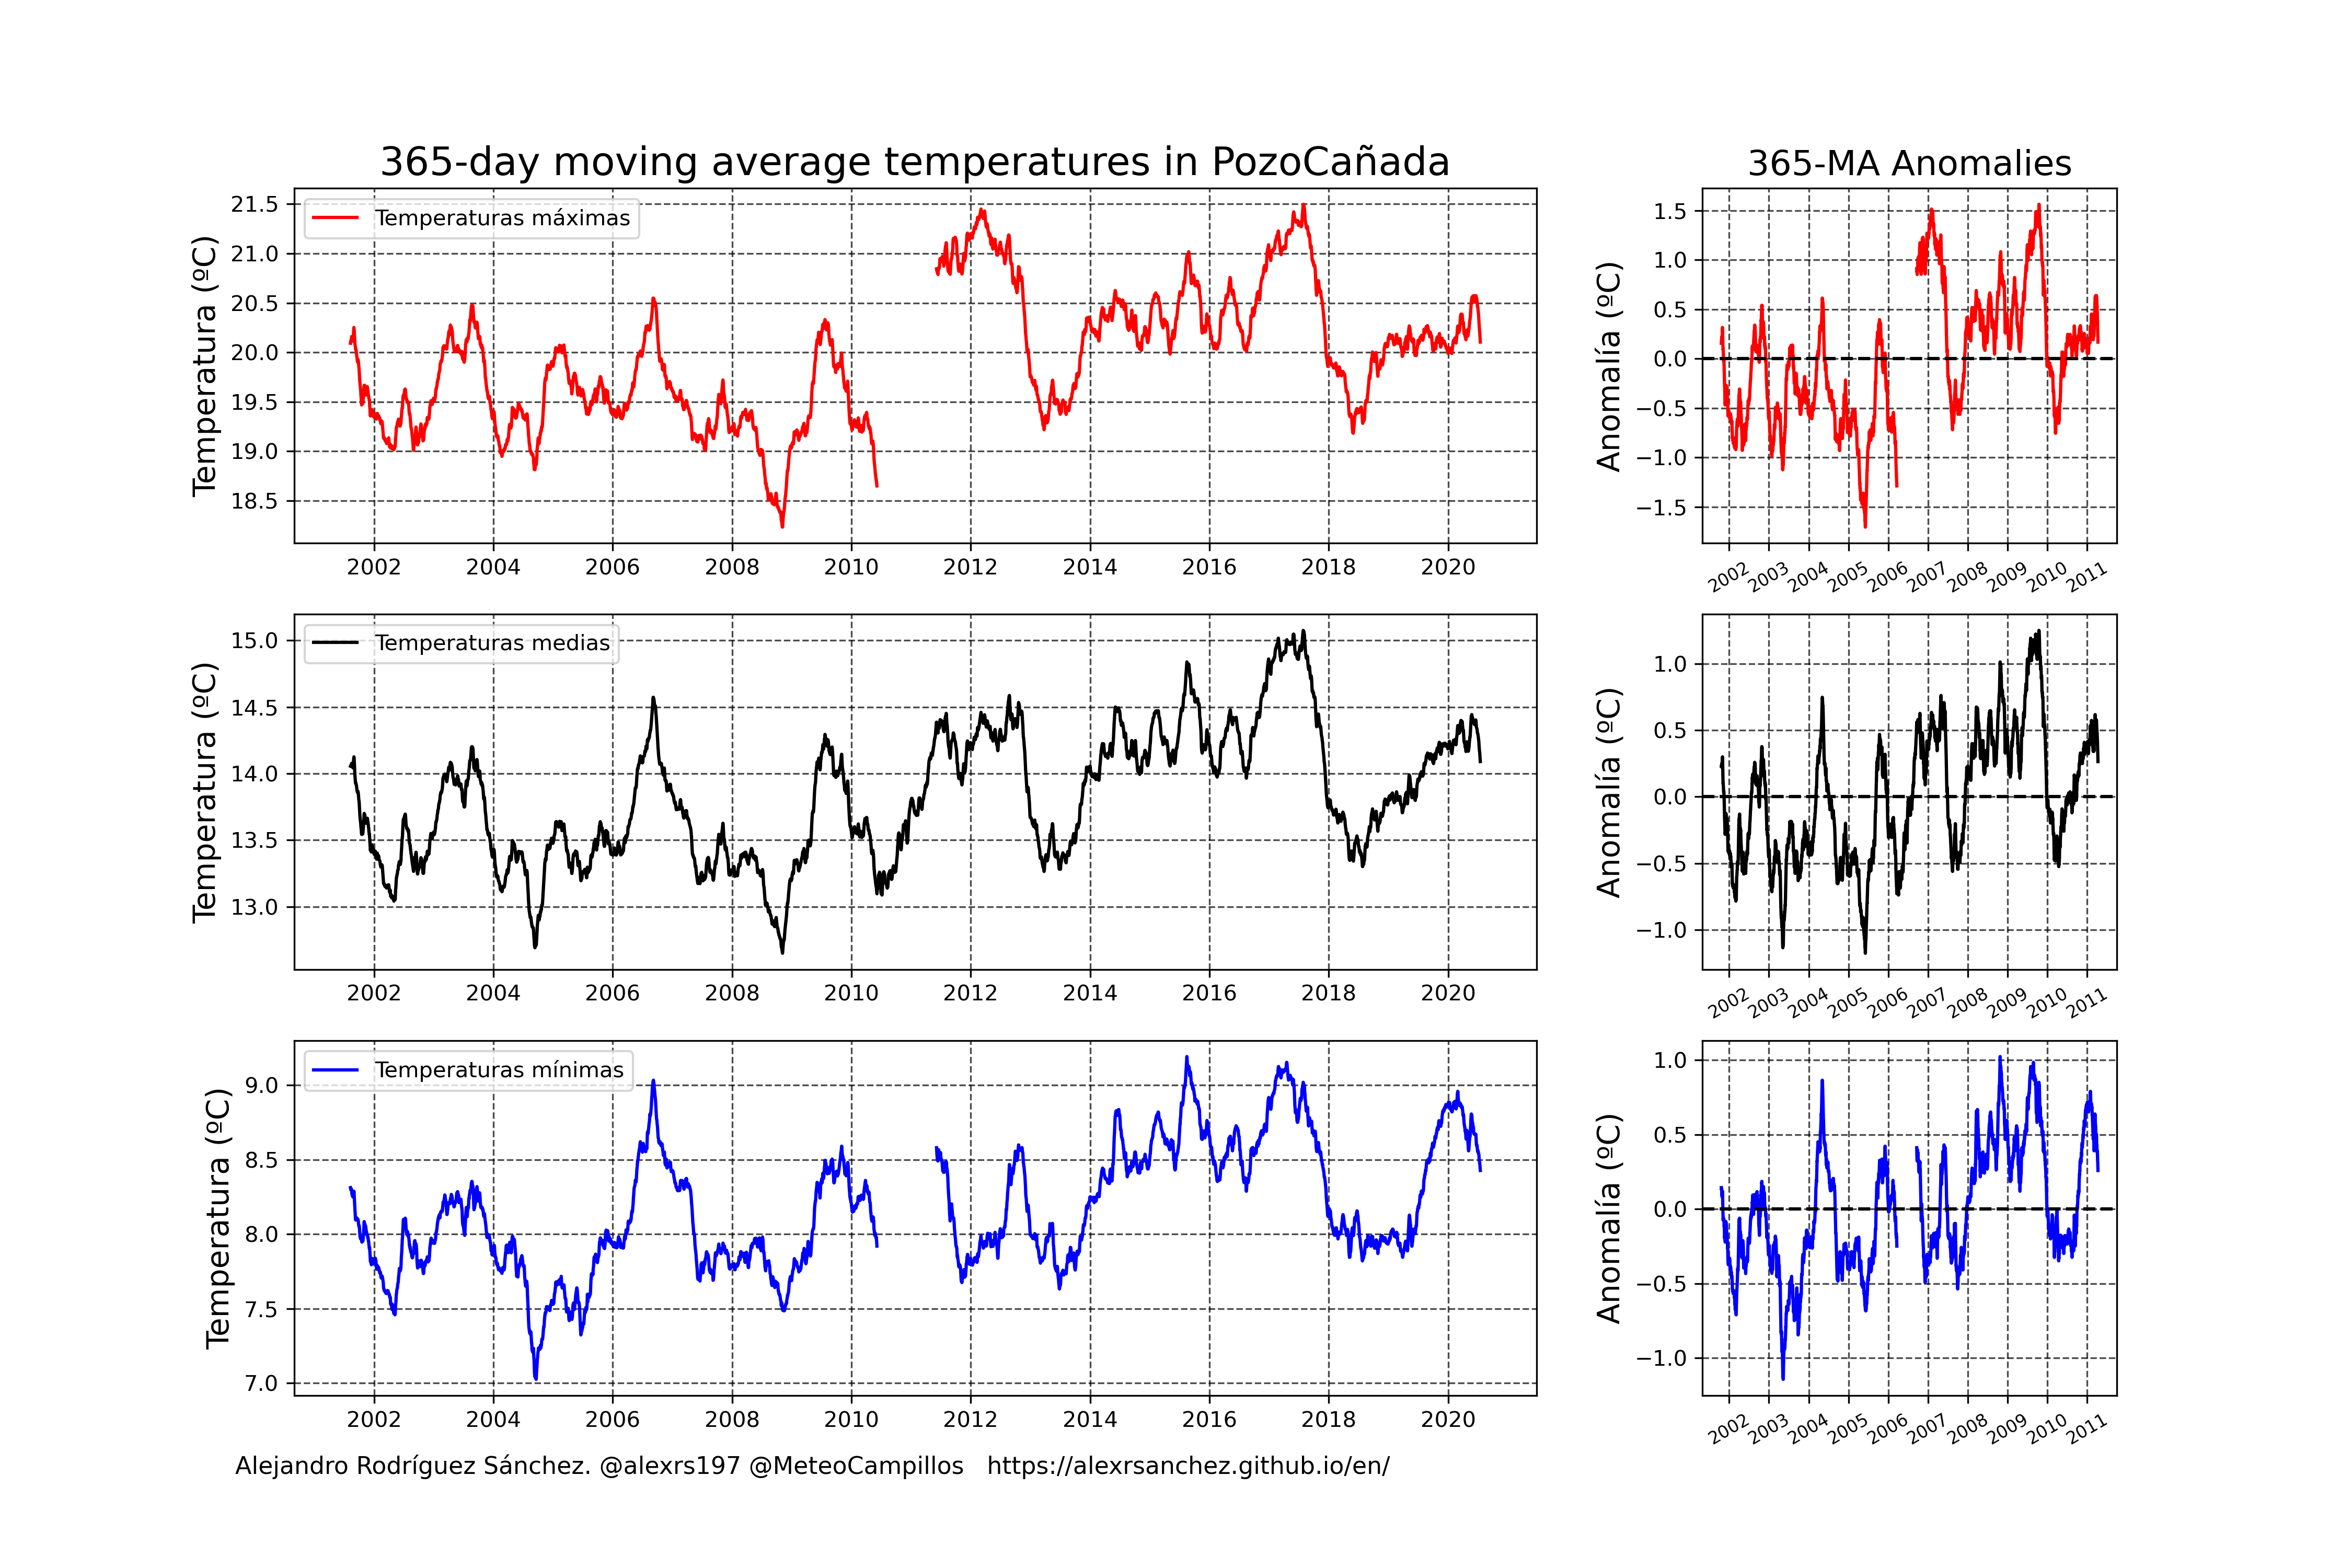 365-day moving average temperatures in PozoCañada
365-MA Anomalies
Temperatura (ºC)
21.5
21.0
20.5
20.0
19.5
19.0
18.5
Temperaturas máximas
2002 2004 2006 2008 2010 2012 2014 2016 2018 2020
Anomalía (ºC)
1.5
1.0
0.5
0.0
−0.5
−1.0
−1.5
2002 2003 2004 2005 2006 2007 2008 2009 2010 2011
Temperatura (ºC)
15.0
14.5
14.0
13.5
13.0
Temperaturas medias
2002 2004 2006 2008 2010 2012 2014 2016 2018 2020
Anomalía (ºC)
1.0
0.5
0.0
−0.5
−1.0
2002 2003 2004 2005 2006 2007 2008 2009 2010 2011
Temperatura (ºC)
9.0
8.5
8.0
7.5
7.0
Temperaturas mínimas
2002 2004 2006 2008 2010 2012 2014 2016 2018 2020
Anomalía (ºC)
1.0
0.5
0.0
−0.5
−1.0
2002 2003 2004 2005 2006 2007 2008 2009 2010 2011
Alejandro Rodríguez Sánchez. @alexrs197 @MeteoCampillos https://alexrsanchez.github.io/en/